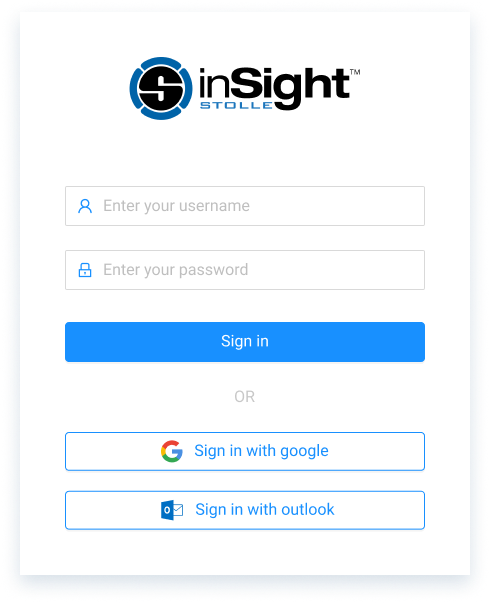 inSight™
STOLLE
Enter your username
Enter your password
Sign in
OR
Sign in with google
Sign in with outlook